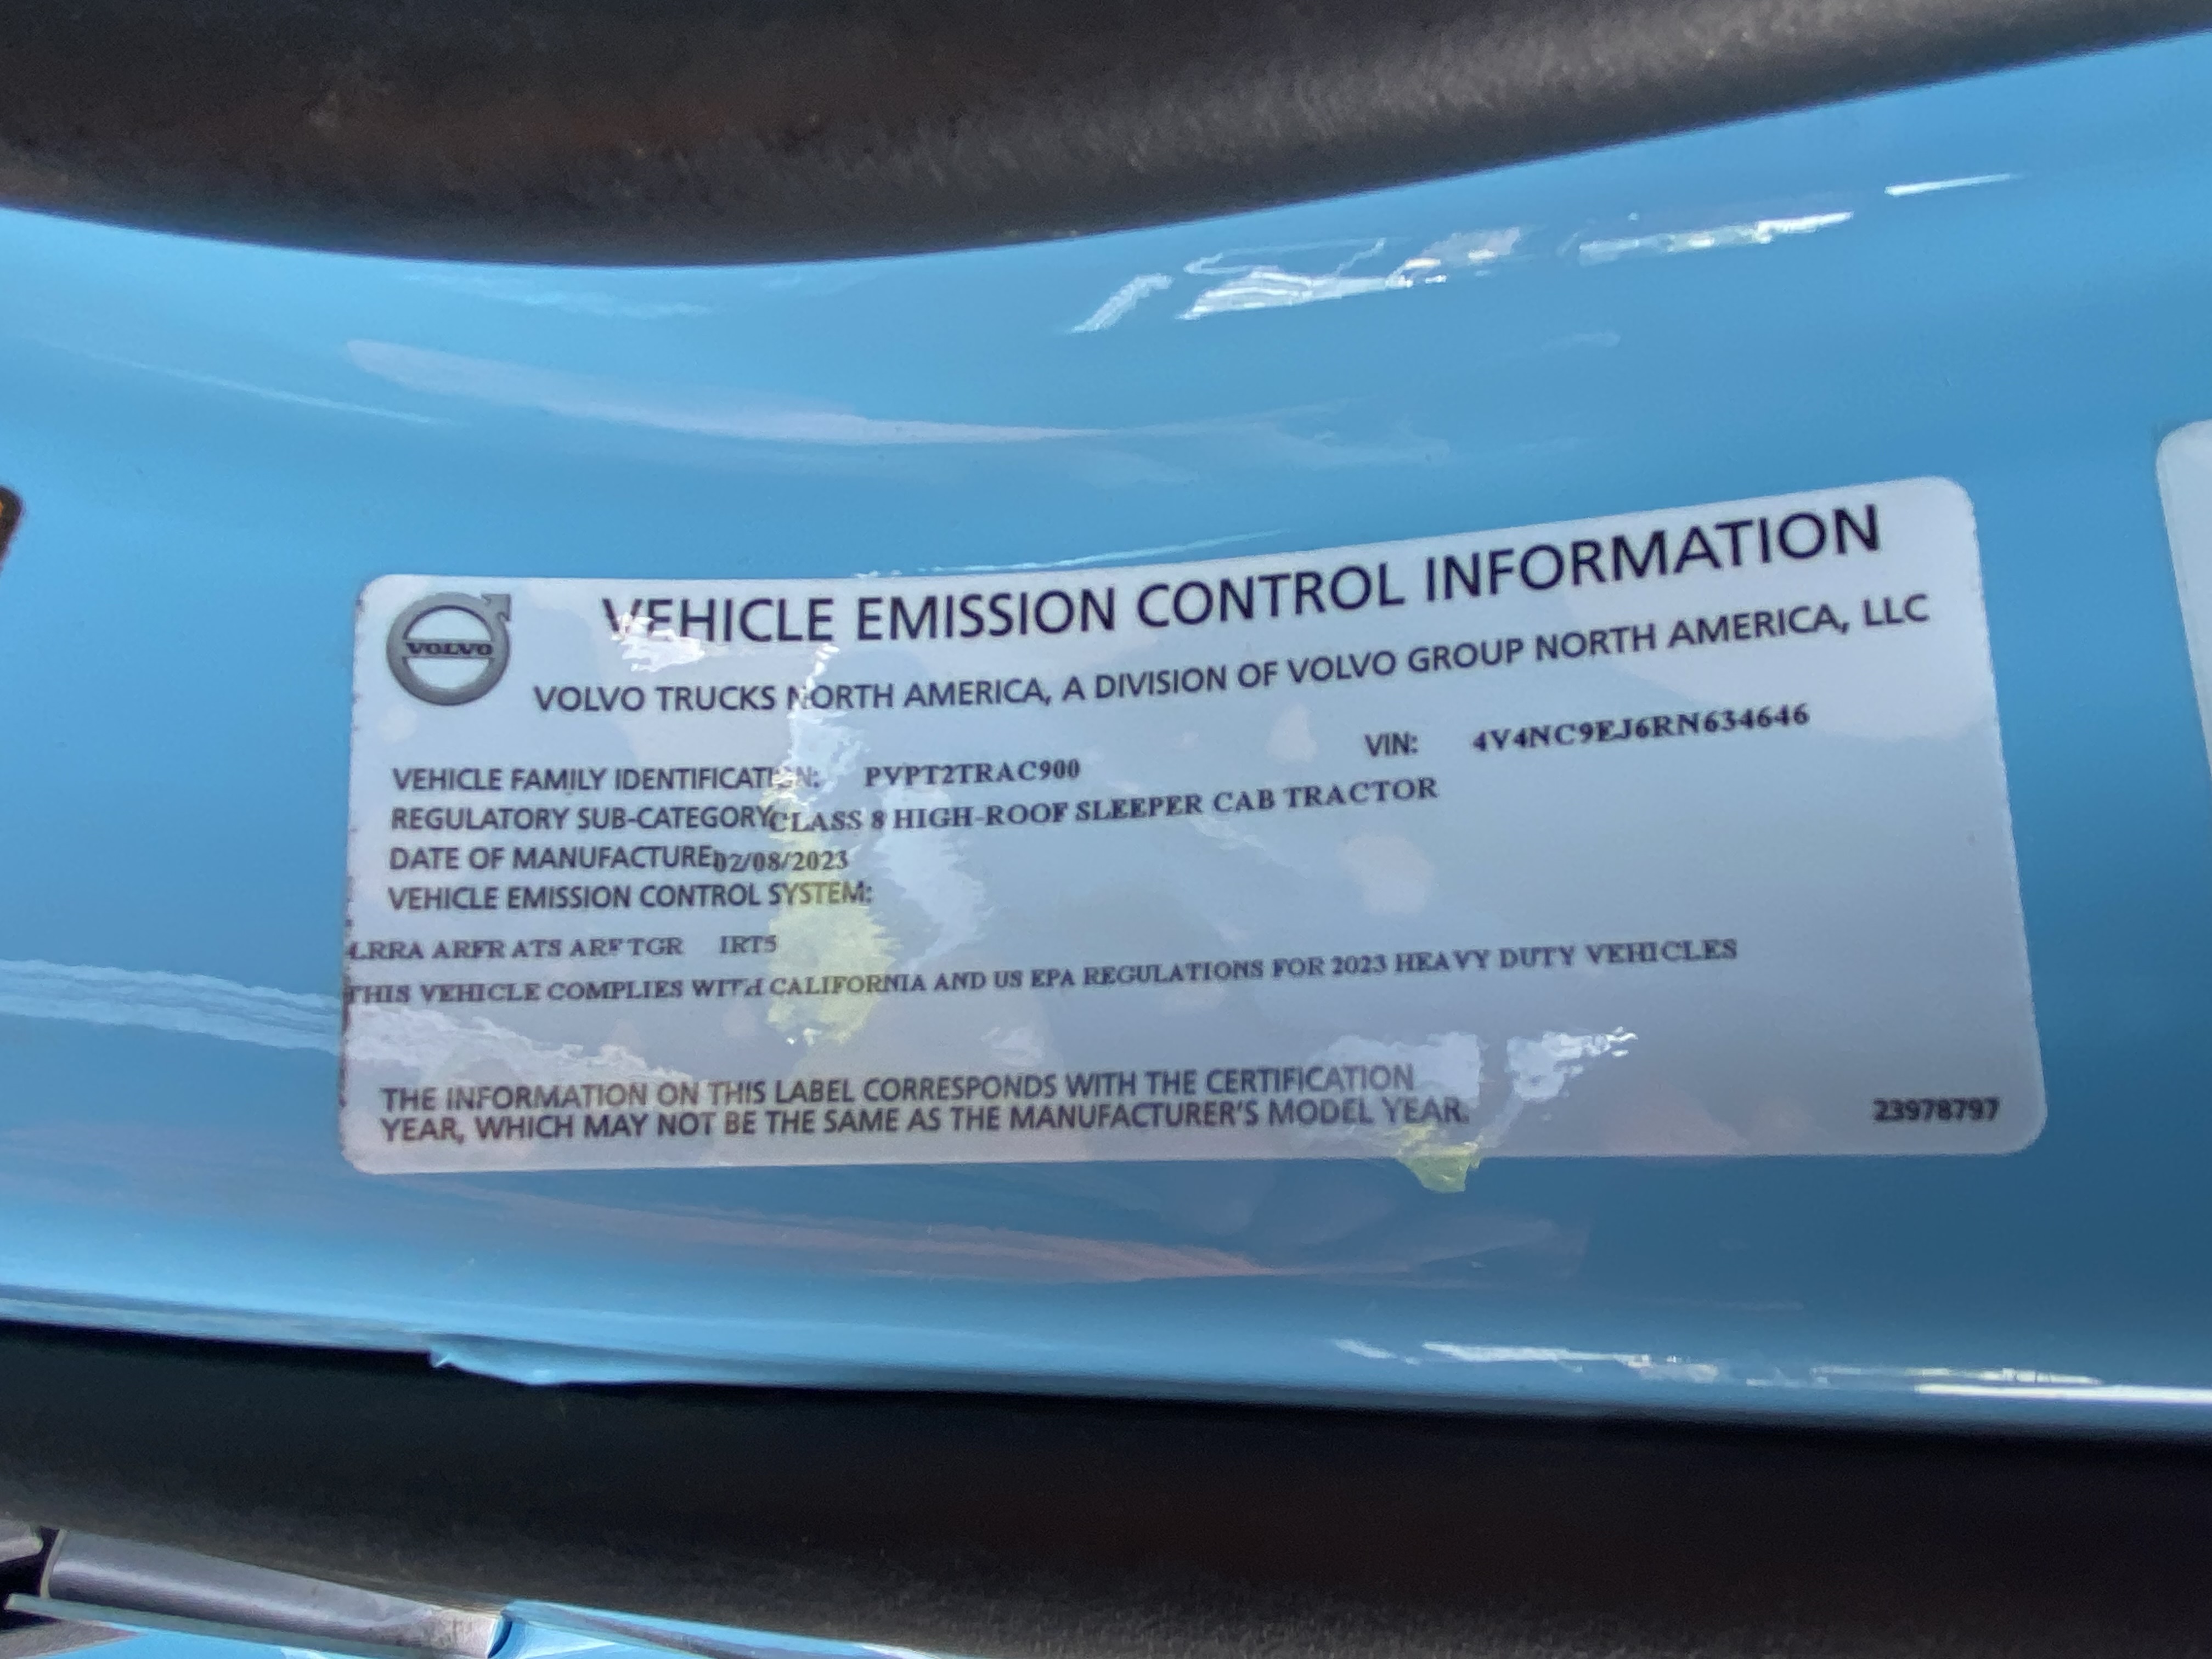 VOLVO
VEHICLE EMISSION CONTROL INFORMATION
VOLVO TRUCKS NORTH AMERICA, A DIVISION OF VOLVO GROUP NORTH AMERICA, LLC
VIN: 4V4NC9EJ6RN634646
VEHICLE FAMILY IDENTIFICATION: PVPT2TRAC900
REGULATORY SUB-CATEGORY CLASS 8 HIGH-ROOF SLEEPER CAB TRACTOR
DATE OF MANUFACTURE: 02/08/2023
VEHICLE EMISSION CONTROL SYSTEM:
LRRA ARFR ATS ARF TGR IRT5
THIS VEHICLE COMPLIES WITH CALIFORNIA AND US EPA REGULATIONS FOR 2023 HEAVY DUTY VEHICLES
THE INFORMATION ON THIS LABEL CORRESPONDS WITH THE CERTIFICATION
YEAR, WHICH MAY NOT BE THE SAME AS THE MANUFACTURER'S MODEL YEAR.
23978797